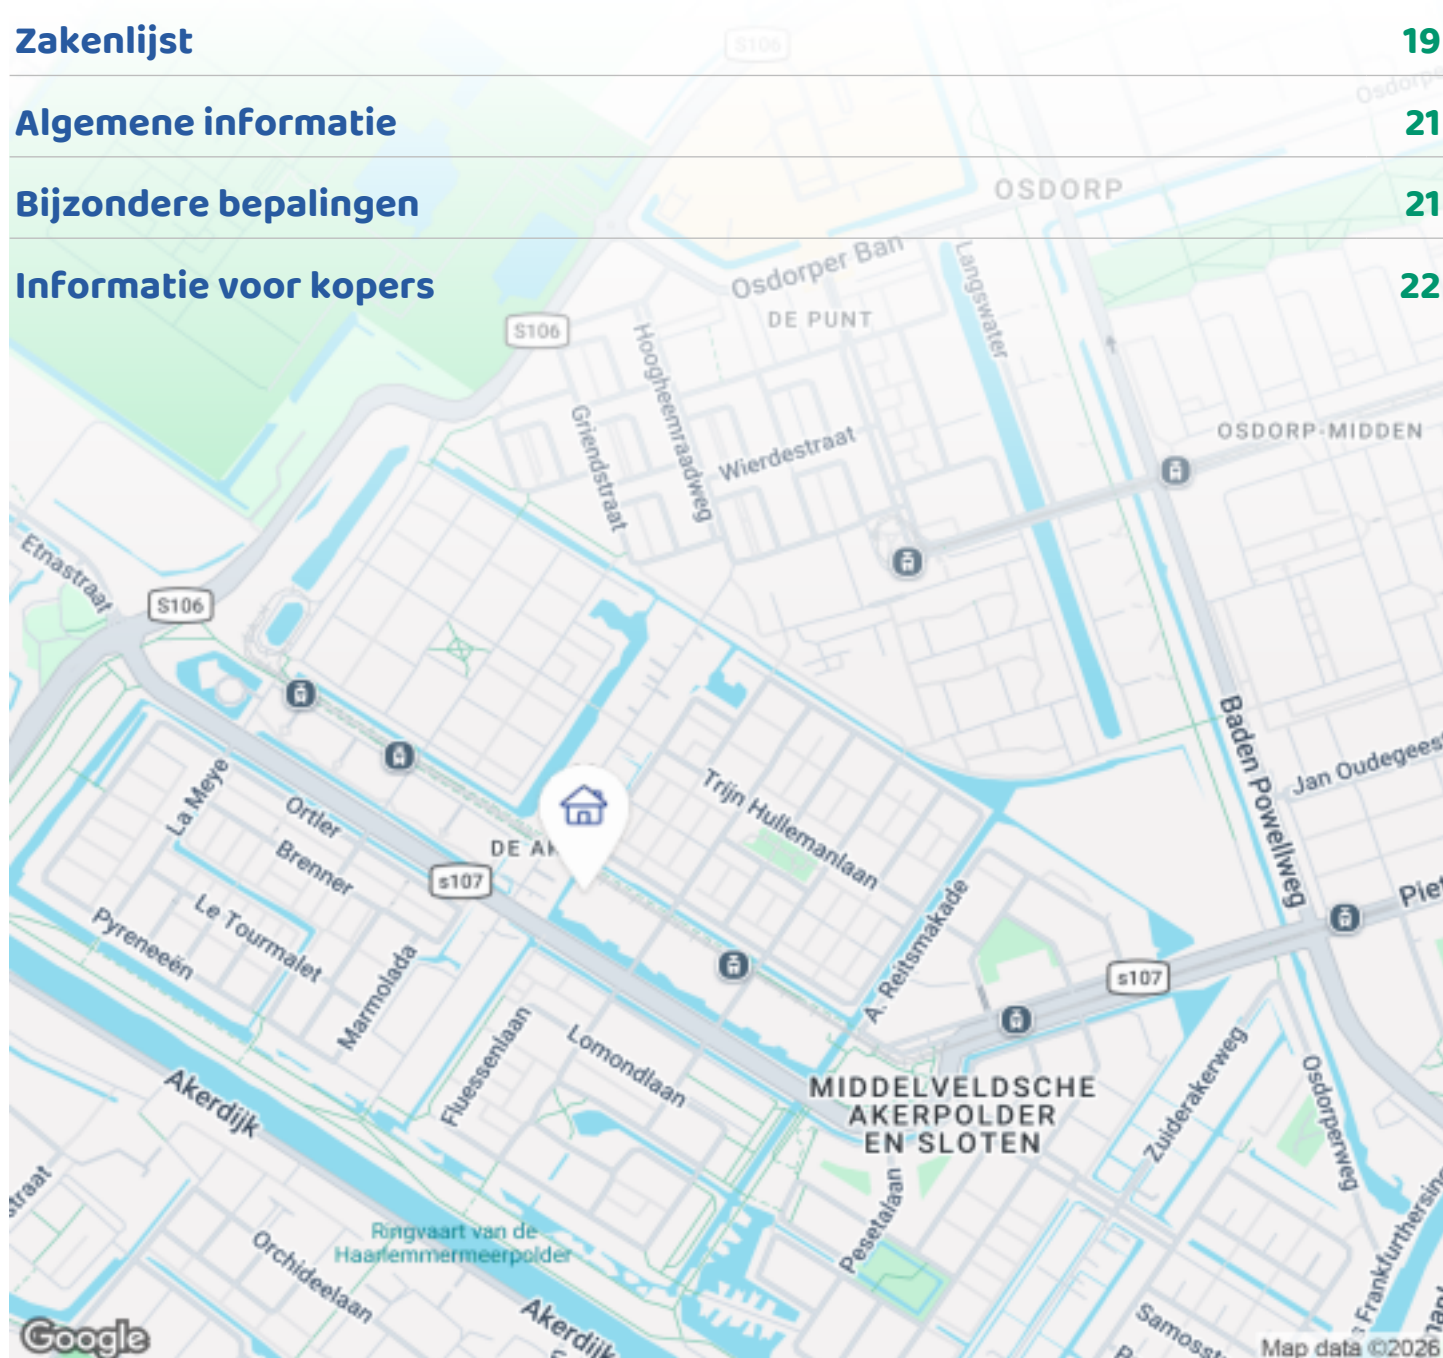 Zakenlijst 19
S106
Algemene informatie 21
Bijzondere bepalingen 21
OSDORP
Osdorper Ban
Langswater
Informatie voor kopers 22
DE PUNT
S106
Hoogheemraadweg
Griendstraat
Wierdestraat
OSDORP-MIDDEN
Etnastraat
S106
Baden Powellweg
Jan Oudegeest
La Meye
Ortler
Trijn Hullemanlaan
Brenner
s107
Le Tourmalet
Pyreneeën
Marmolada
A. Reitsmakade
s107
Fluessenlaan
Lomondlaan
MIDDELVELDSCHE
AKERPOLDER
EN SLOTEN
Akerdijk
Zuiderakerweg
Osdorperweg
Pesetalaan
Ringvaart van de
Haarlemmermeerpolder
Orchideelaan
Akerdijk
Google
Map data ©2026